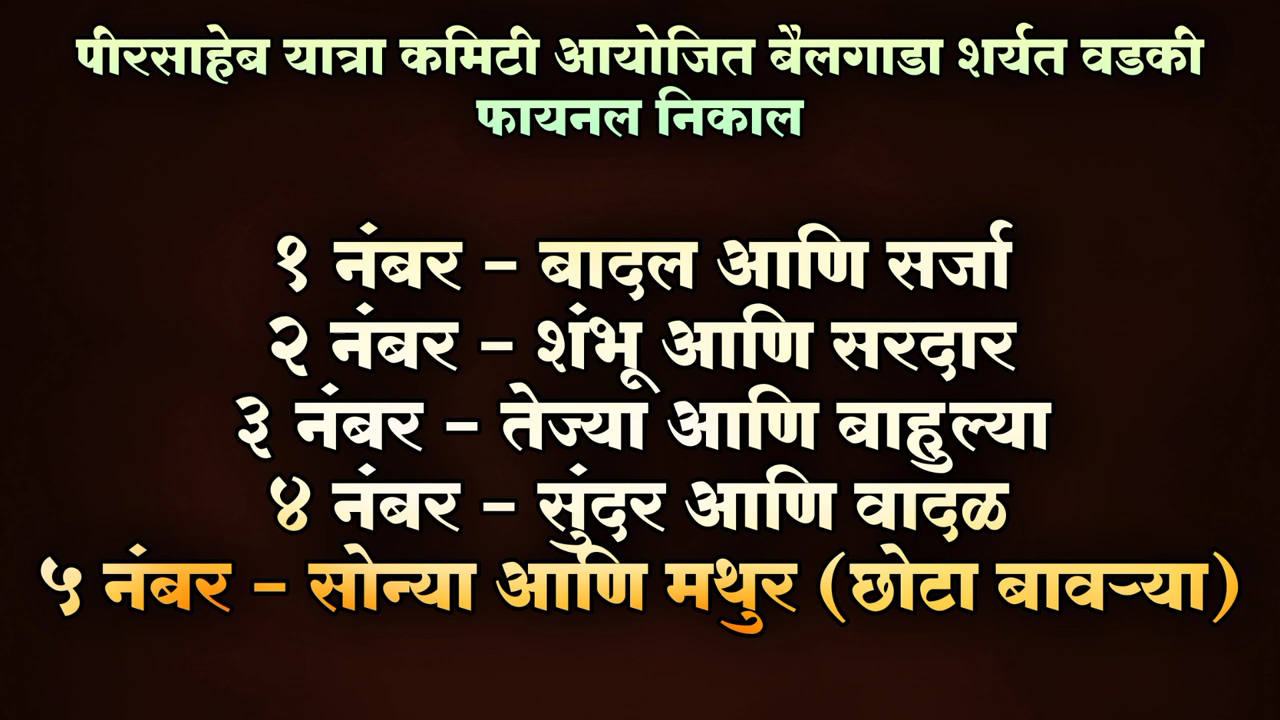 पीरसाहेब यात्रा कमिटी आयोजित बैलगाडा शर्यत वडकी
फायनल निकाल
१ नंबर - बादल आणि सर्जा
२ नंबर - शंभू आणि सरदार
३ नंबर - तेज्या आणि बाहुल्या
४ नंबर - सुंदर आणि वादळ
५ नंबर - सोन्या आणि मथुर (छोटा बावऱ्या)